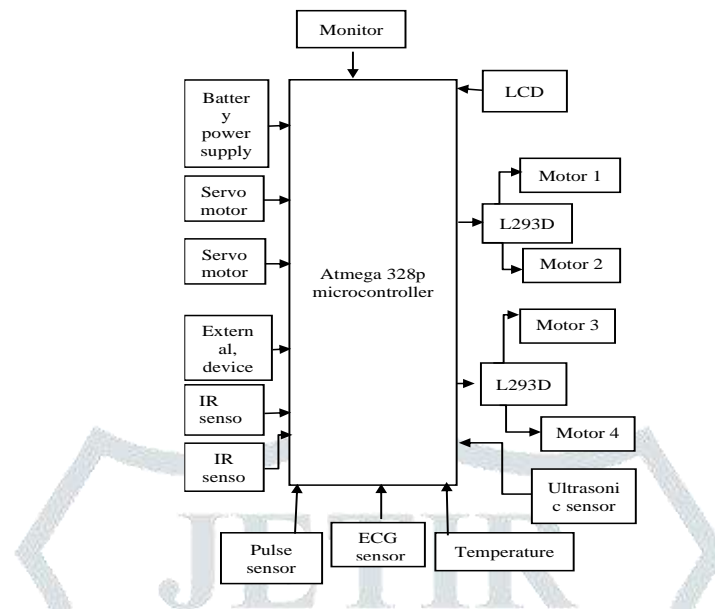 Monitor
LCD
Batter
y
power
supply
Motor 1
Servo
motor
L293D
Servo
motor
Motor 2
Atmega 328p
microcontroller
Motor 3
Extern
al,
device
L293D
IR
senso
Motor 4
IR
senso
Ultrasoni
c sensor
Pulse
sensor
ECG
sensor
Temperature
JETIR